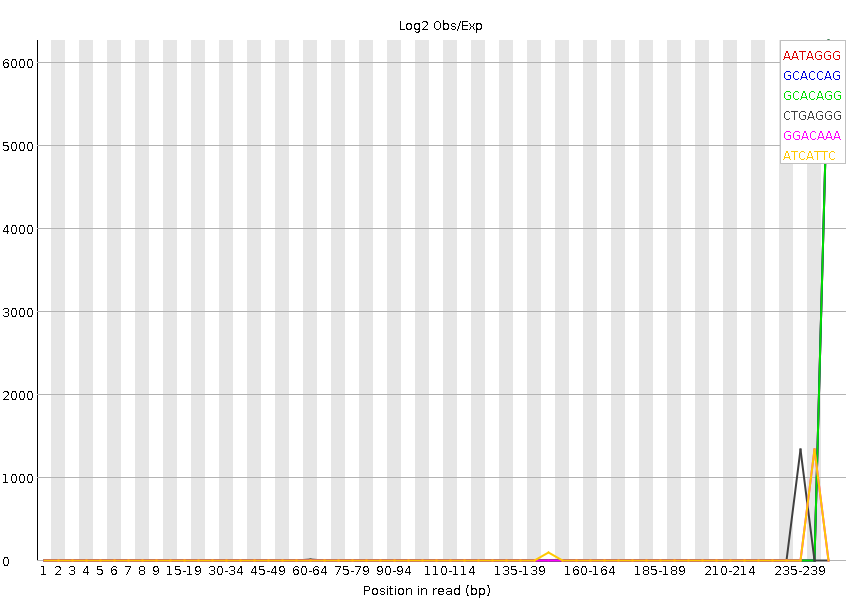 Log2 Obs/Exp
6000
5000
4000
3000
2000
1000
0
AATAGGG
GCACCAG
GCACAGG
CTGAGGG
GGACAAA
ATCATTC
1 2 3 4 5 6 7 8 9 15-19 30-34 45-49 60-64 75-79 90-94 110-114 135-139 160-164 185-189 210-214 235-239
Position in read (bp)